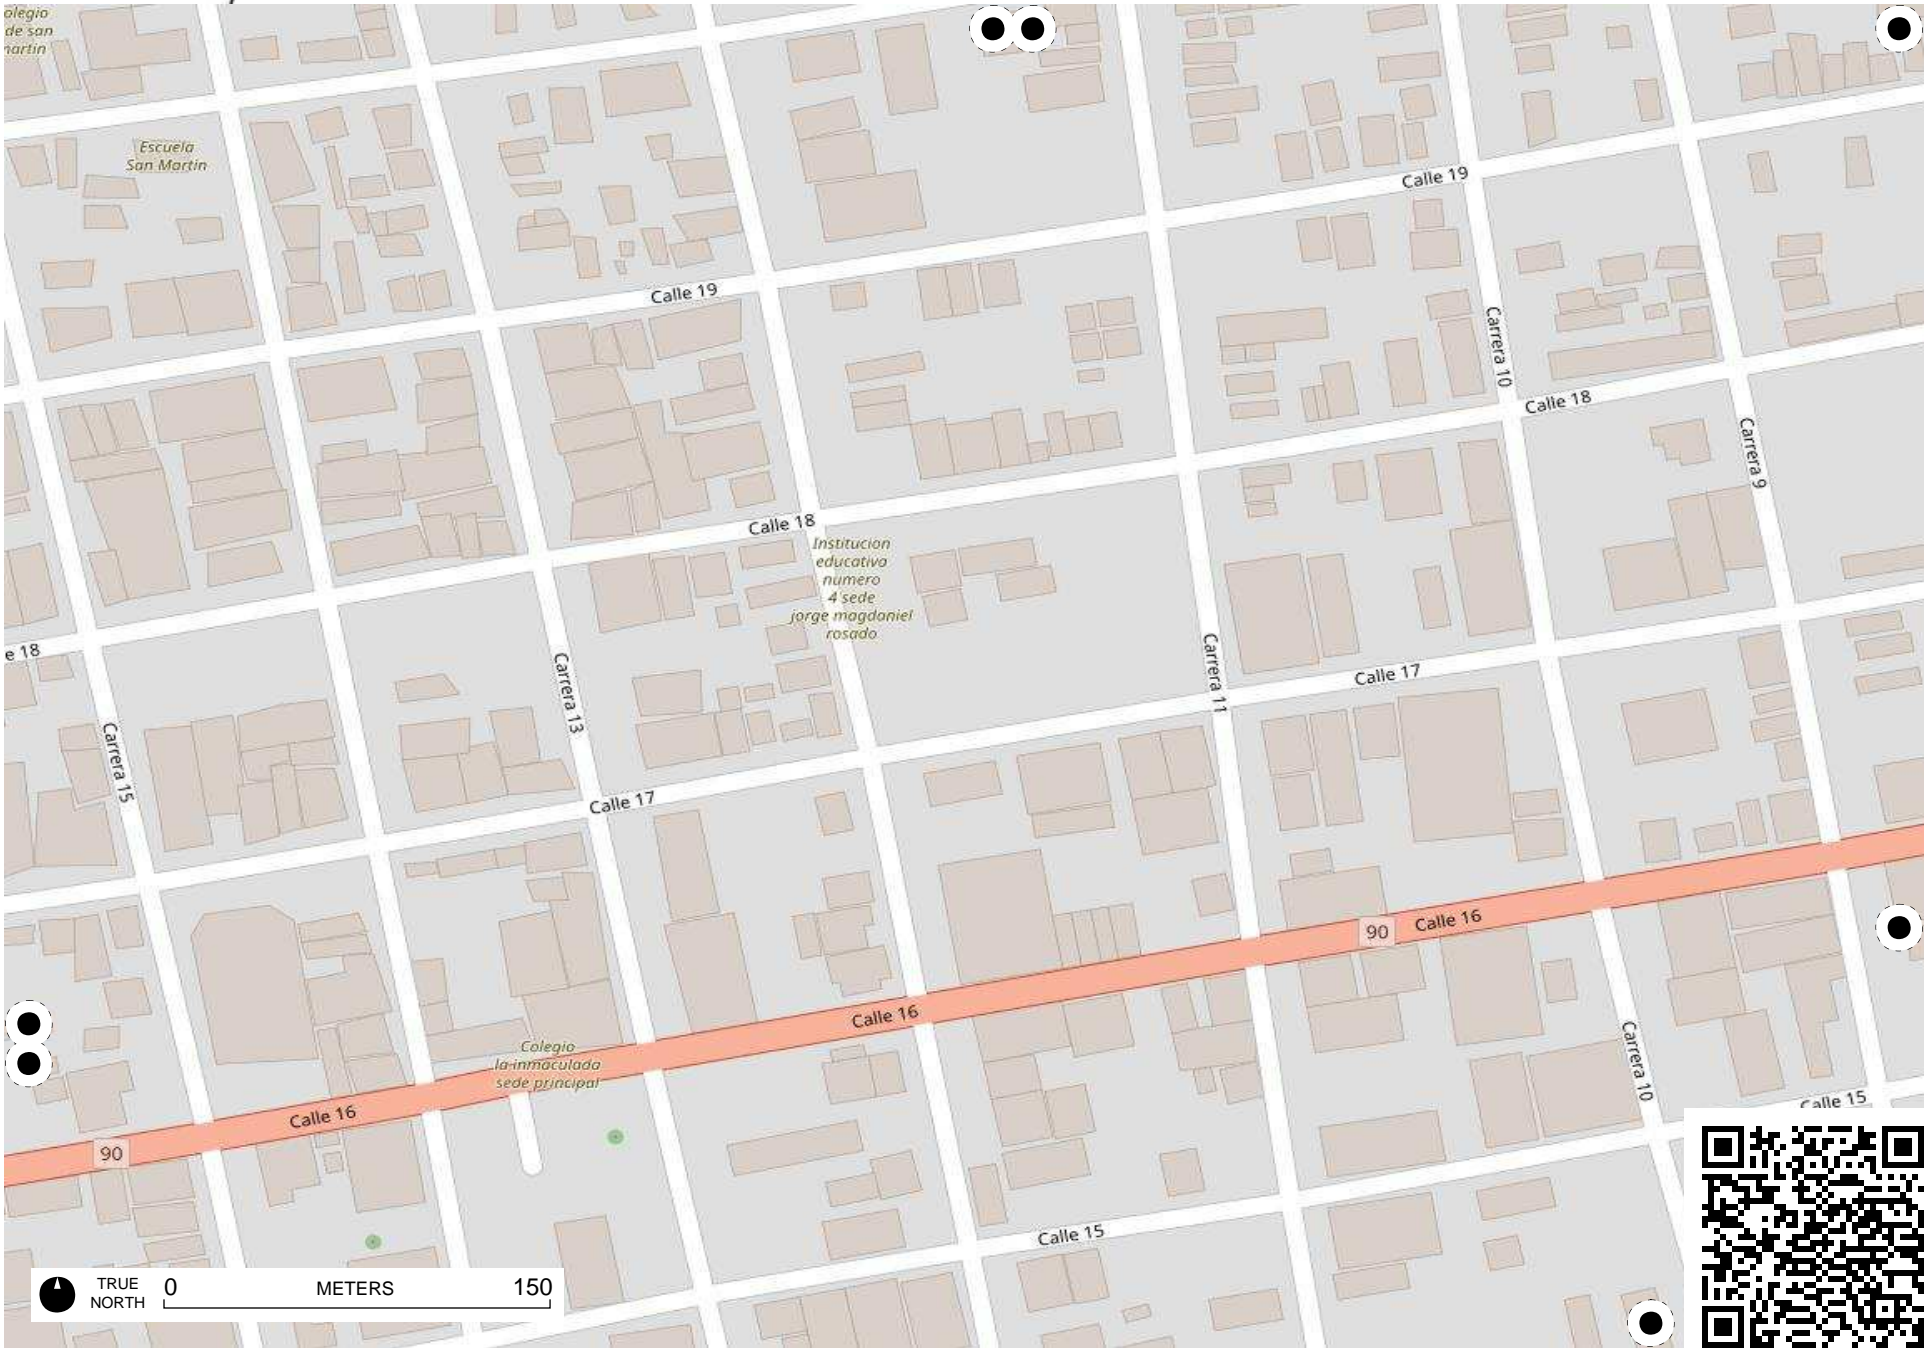 de san
Escuela
San Martin
Calle 19
Calle 19
Carrera 10
Calle 18
Carrera 9
Calle 18
Institucion
educativa
numero
4 sede
jorge magdaniel
rosado
e 18
Carrera 13
Carrera 11
Calle 17
Carrera 15
Calle 17
90
Calle 16
Calle 16
Colegio
la inmaculada
sede principal
Carrera 10
Calle 16
90
Calle 15
Calle 15
TRUE
NORTH
0
METERS
150